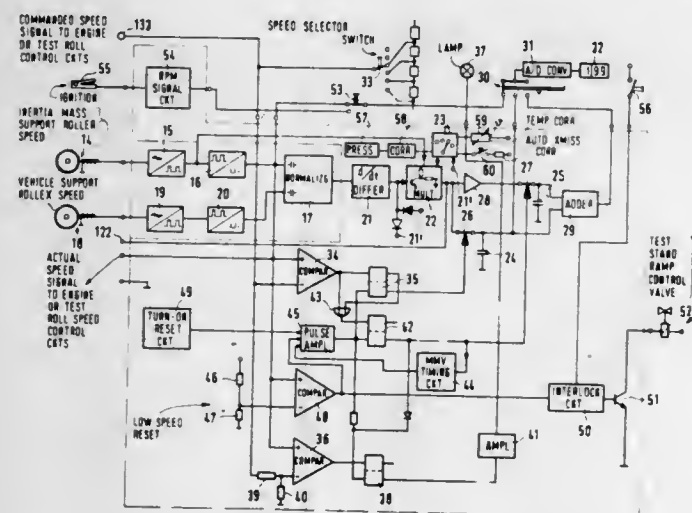 COMMANDED SPEED
SIGNAL TO ENGINE
OR TEST ROLL
CONTROL CKTS
133
SPEED SELECTOR
SWITCH
33
LAMP
37
31
A/D CONV
32
199
30
55
IGNITION
54
RPM
SIGNAL
CKT
53
57
58
23
59
TEMP CORR
56
AUTO XMISS
CORR
60
INERTIA MASS
SUPPORT ROLLER
SPEED
14
15
16
PRESS
CORR
27
25
VEHICLE SUPPORT
ROLLEX SPEED
18
19
20
NORMALIZE
17
d/dt
DIFFER
21
MULT
22
21'
28
26
ADDER
29
21'
122
24
ACTUAL
SPEED
SIGNAL
TO ENGINE
OR TEST
ROLL SPEED
CONTROL
CKTS
34
COMPAR
35
TEST
STAND
RAMP
CONTROL
VALVE
52
49
TURN-ON
RESET
CKT
43
45
PULSE
AMPL
42
MMV
TIMING
CKT
44
46
47
LOW SPEED
RESET
COMPAR
48
INTERLOCK
CKT
50
51
36
COMPAR
38
39
40
AMPL
41